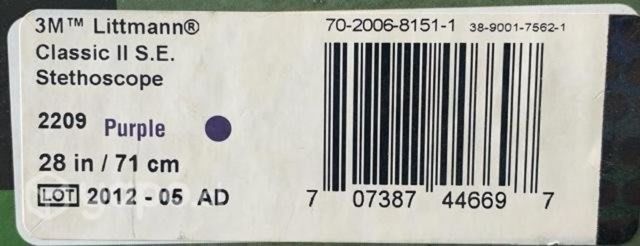 3M™ Littmann®
Classic II S.E.
Stethoscope
2209 Purple
28 in / 71 cm
LOT 2012 - 05 AD
70-2006-8151-1 38-9001-7562-1
7 07387 44669 7